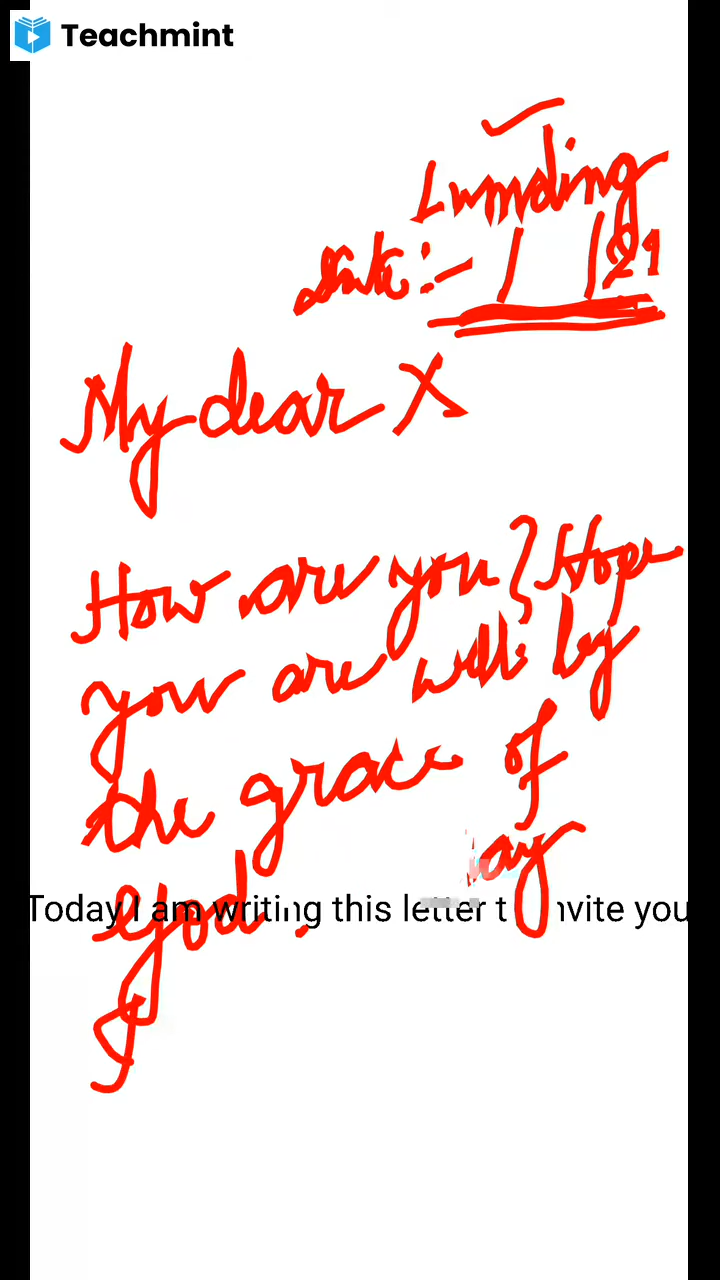 Teachmint
Lumding
Date:- / /21
My dear X
How are you? Hope
you are well by
the grace of
God.
Today I am writing this letter to invite you
I